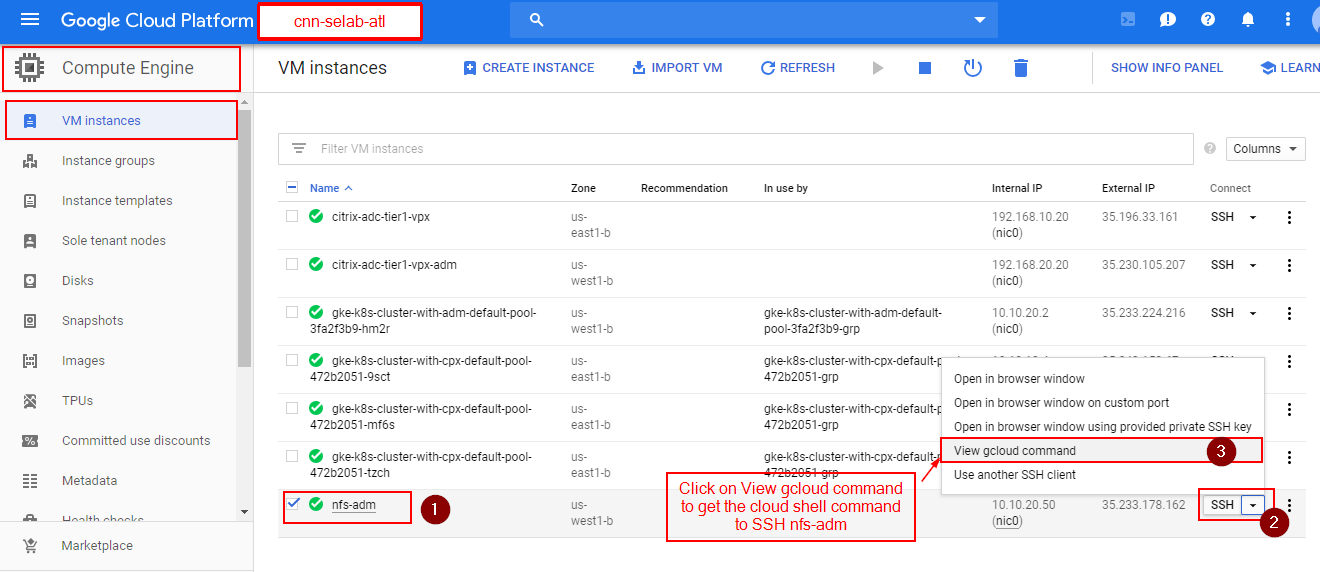 Google Cloud Platform
cnn-selab-atl
Compute Engine
VM instances
CREATE INSTANCE
IMPORT VM
REFRESH
SHOW INFO PANEL
LEARN
VM instances
Instance groups
Instance templates
Sole tenant nodes
Disks
Snapshots
Images
TPUs
Committed use discounts
Metadata
Health checks
Marketplace
Filter VM instances
Columns
Name Zone Recommendation In use by Internal IP External IP Connect
citrix-adc-tier1-vpx us- 192.168.10.20 35.196.33.161 SSH
east1-b (nic0)
citrix-adc-tier1-vpx-adm us- 192.168.20.20 35.230.105.207 SSH
west1-b (nic0)
gke-k8s-cluster-with-adm-default-pool- us- gke-k8s-cluster-with-adm-default- 10.10.20.2 35.233.224.216 SSH
3fa2f3b9-hm2r west1-b pool-3fa2f3b9-grp (nic0)
gke-k8s-cluster-with-cpx-default-pool- us- gke-k8s-cluster-with-cpx-default-p
472b2051-9sct east1-b 472b2051-grp
gke-k8s-cluster-with-cpx-default-pool- us- gke-k8s-cluster-with-cpx-default-p
472b2051-mf6s east1-b 472b2051-grp
gke-k8s-cluster-with-cpx-default-pool- us- gke-k8s-cluster-with-cpx-default-p
472b2051-tzch east1-b 472b2051-grp
nfs-adm us- 10.10.20.50 35.233.178.162 SSH
west1-b (nic0)
Open in browser window
Open in browser window on custom port
Open in browser window using provided private SSH key
View gcloud command
Use another SSH client
Click on View gcloud command
to get the cloud shell command
to SSH nfs-adm
1
2
3